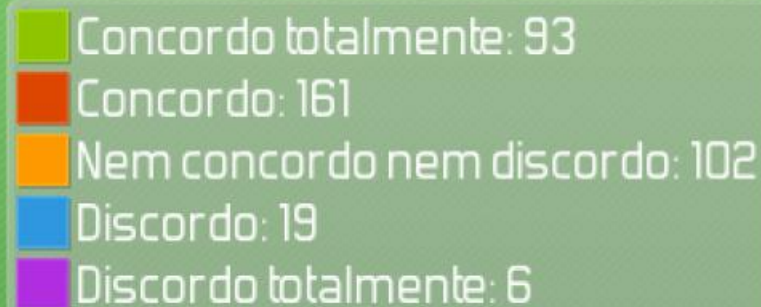 Concordo totalmente: 93
Concordo: 161
Nem concordo nem discordo: 102
Discordo: 19
Discordo totalmente: 6